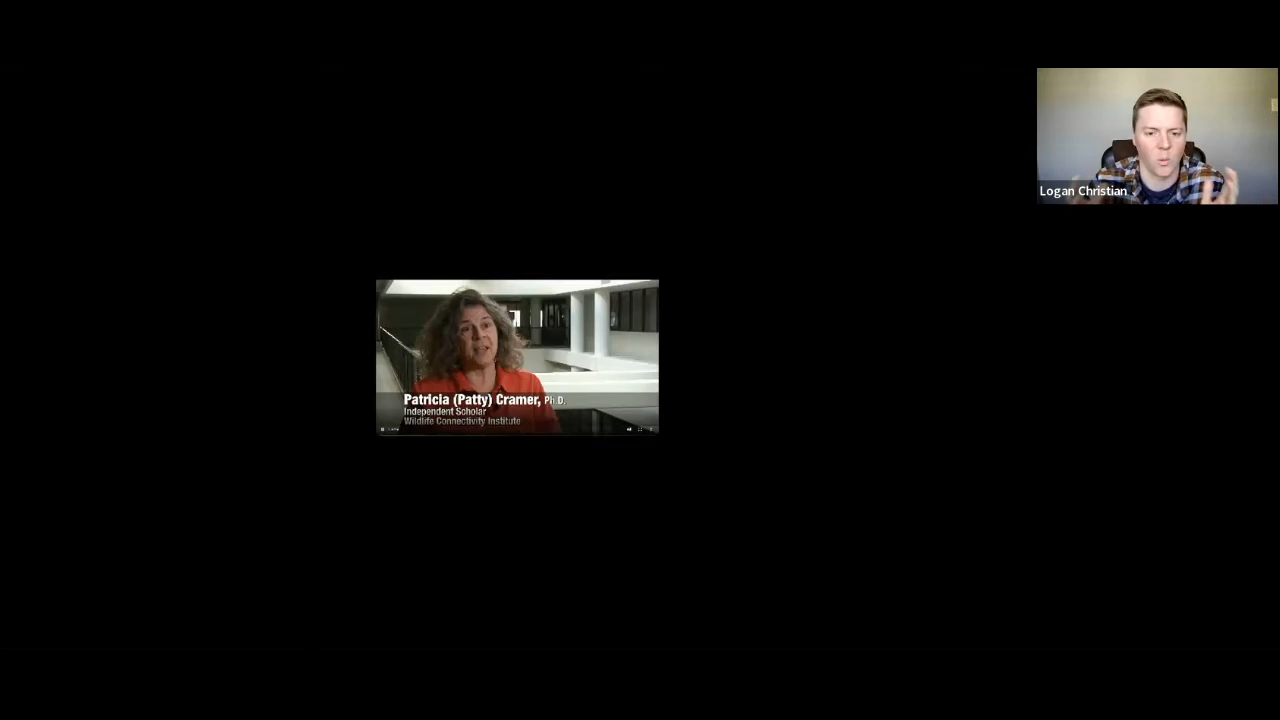 Logan Christian
Patricia (Patty) Cramer, Ph.D.
Independent Scholar
Wildlife Connectivity Institute